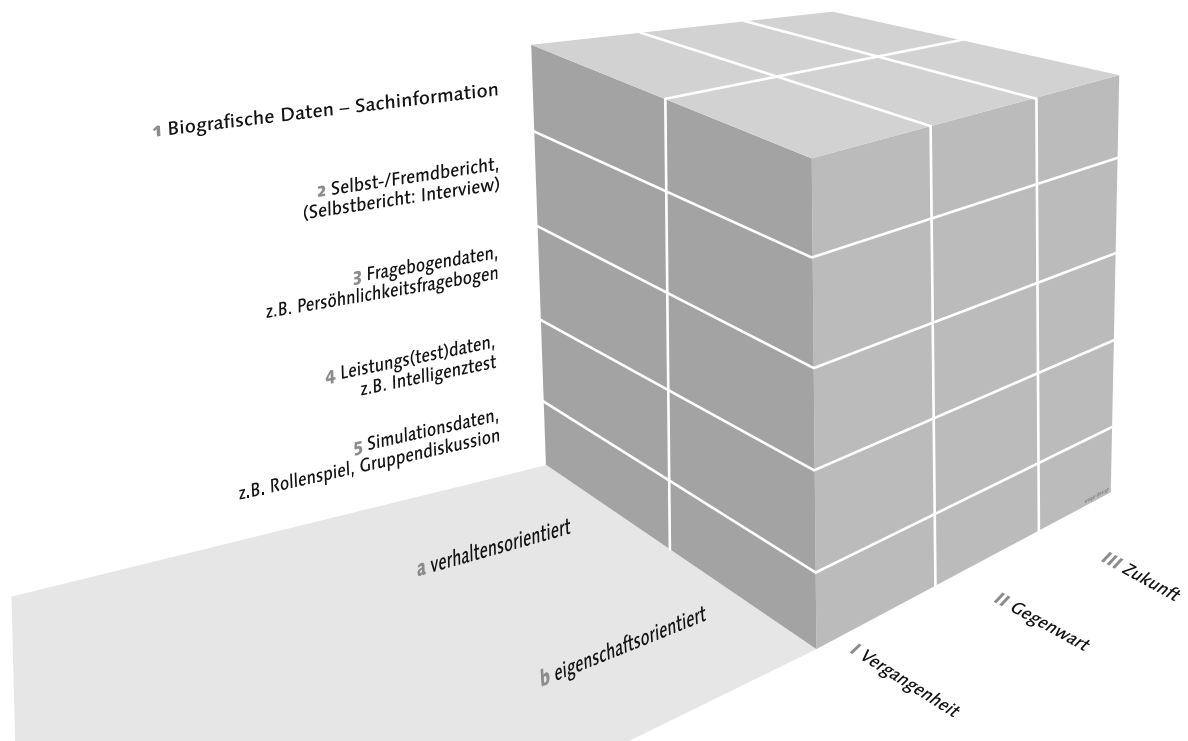 1 Biografische Daten – Sachinformation
2 Selbst-/Fremdbericht,
(Selbstbericht: Interview)
3 Fragebogendaten,
z.B. Persöhnlichkeitsfragebogen
4 Leistungs(test)daten,
z.B. Intelligenztest
5 Simulationsdaten,
z.B. Rollenspiel, Gruppendiskussion
a verhaltensorientiert
b eigenschaftsorientiert
I Vergangenheit
II Gegenwart
III Zukunft